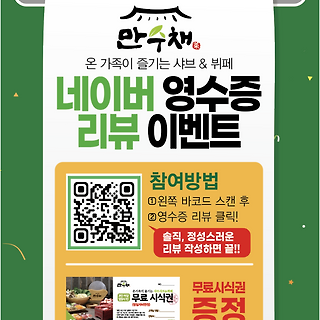 만수채
온 가족이 즐기는 샤브 & 뷔페
네이버 영수증
리뷰 이벤트
참여방법
①왼쪽 바코드 스캔 후
②영수증 리뷰 클릭!
솔직, 정성스러운
리뷰 작성하면 끝!!
만수채
무료 시식권
무료시식권
증정